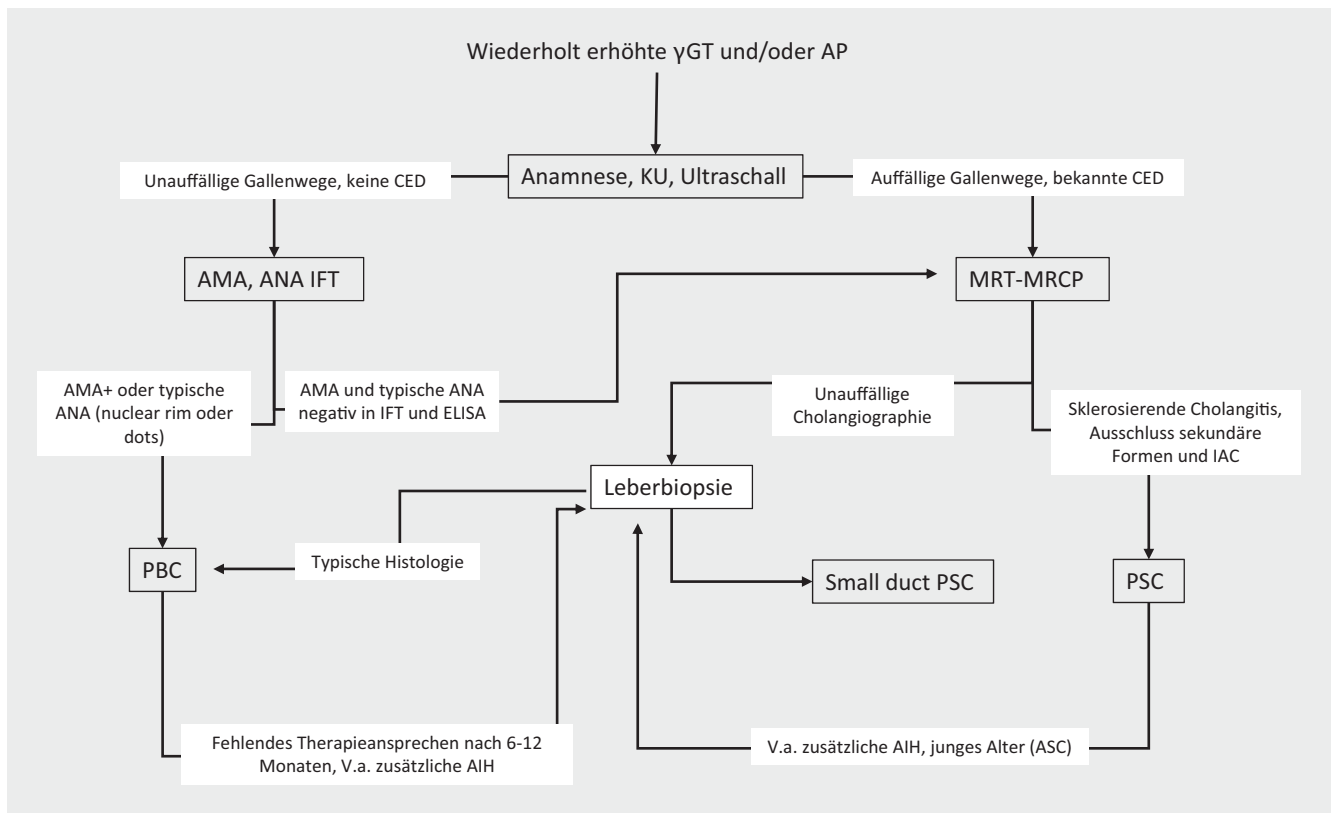 Wiederholt erhöhte γGT und/oder AP
Unauffällige Gallenwege, keine CED
Anamnese, KU, Ultraschall
Auffällige Gallenwege, bekannte CED
AMA, ANA IFT
MRT-MRCP
AMA+ oder typische
ANA (nuclear rim oder
dots)
AMA und typische ANA
negativ in IFT und ELISA
Unauffällige
Cholangiographie
Sklerosierende Cholangitis,
Ausschluss sekundäre
Formen und IAC
Leberbiopsie
Typische Histologie
PBC
Small duct PSC
PSC
Fehlendes Therapieansprechen nach 6-12
Monaten, V.a. zusätzliche AIH
V.a. zusätzliche AIH, junges Alter (ASC)